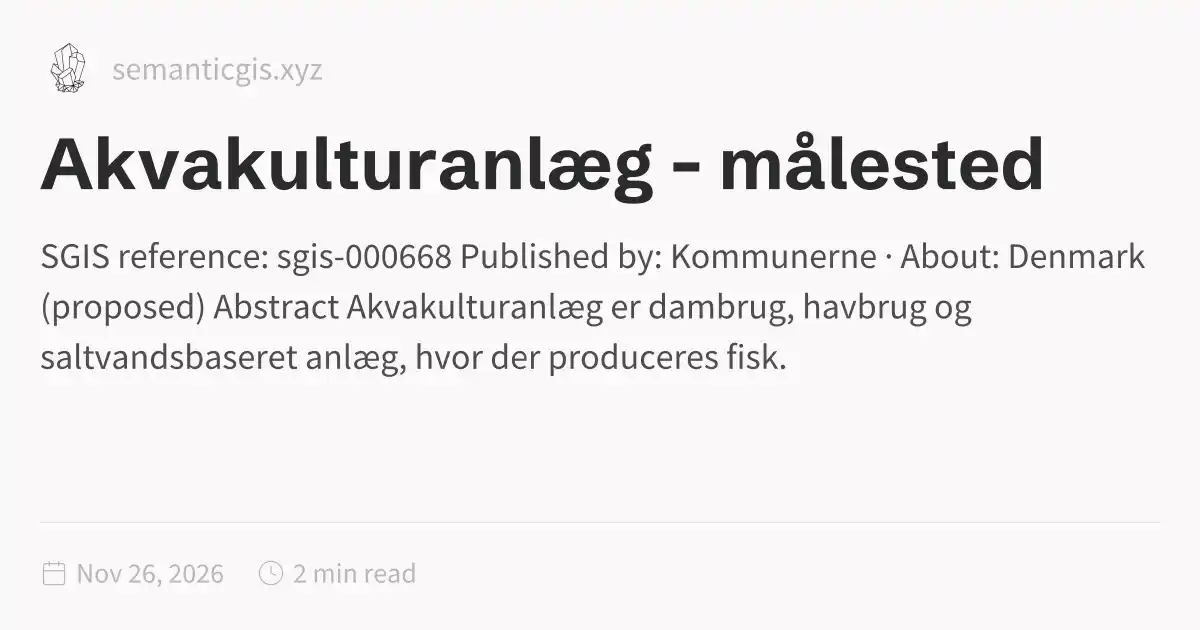 semanticgis.xyz
Akvakulturanlæg - målested
SGIS reference: sgis-000668 Published by: Kommunerne · About: Denmark
(proposed) Abstract Akvakulturanlæg er dambrug, havbrug og
saltvandsbaseret anlæg, hvor der produceres fisk.
Nov 26, 2026 2 min read